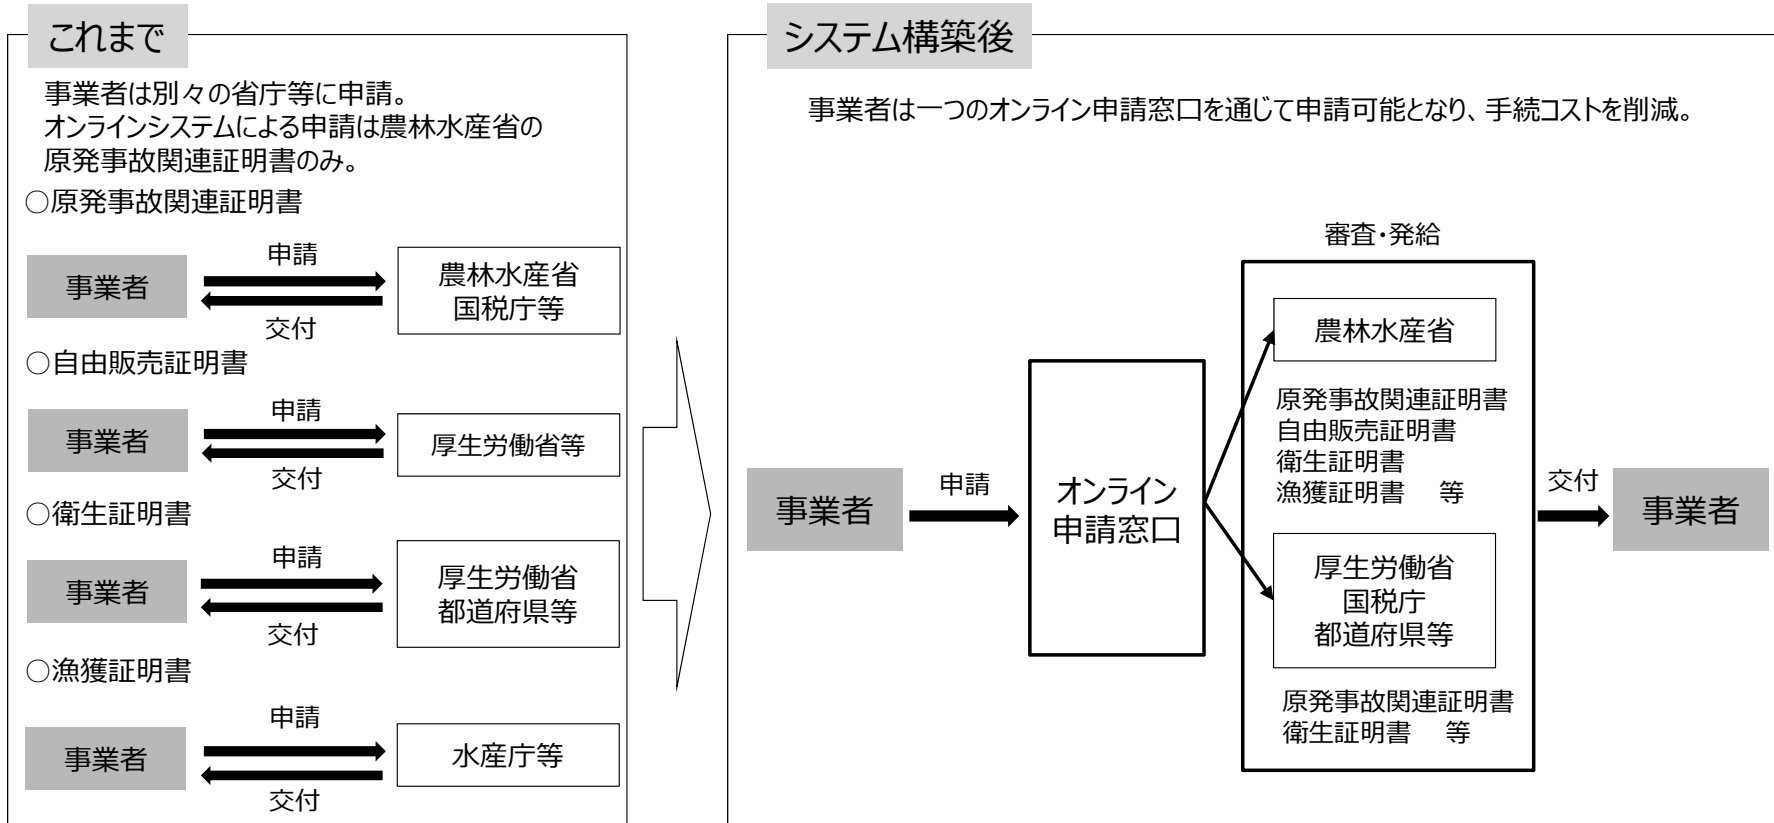 これまで
事業者は別々の省庁等に申請。
オンラインシステムによる申請は農林水産省の
原発事故関連証明書のみ。
○原発事故関連証明書
申請
事業者
農林水産省
国税庁等
交付
○自由販売証明書
申請
事業者
厚生労働省等
交付
○衛生証明書
申請
事業者
厚生労働省
都道府県等
交付
○漁獲証明書
申請
事業者
水産庁等
交付
システム構築後
事業者は一つのオンライン申請窓口を通じて申請可能となり、手続コストを削減。
事業者
申請
オンライン
申請窓口
審査・発給
農林水産省
原発事故関連証明書
自由販売証明書
衛生証明書
漁獲証明書　等
厚生労働省
国税庁
都道府県等
原発事故関連証明書
衛生証明書　等
交付
事業者